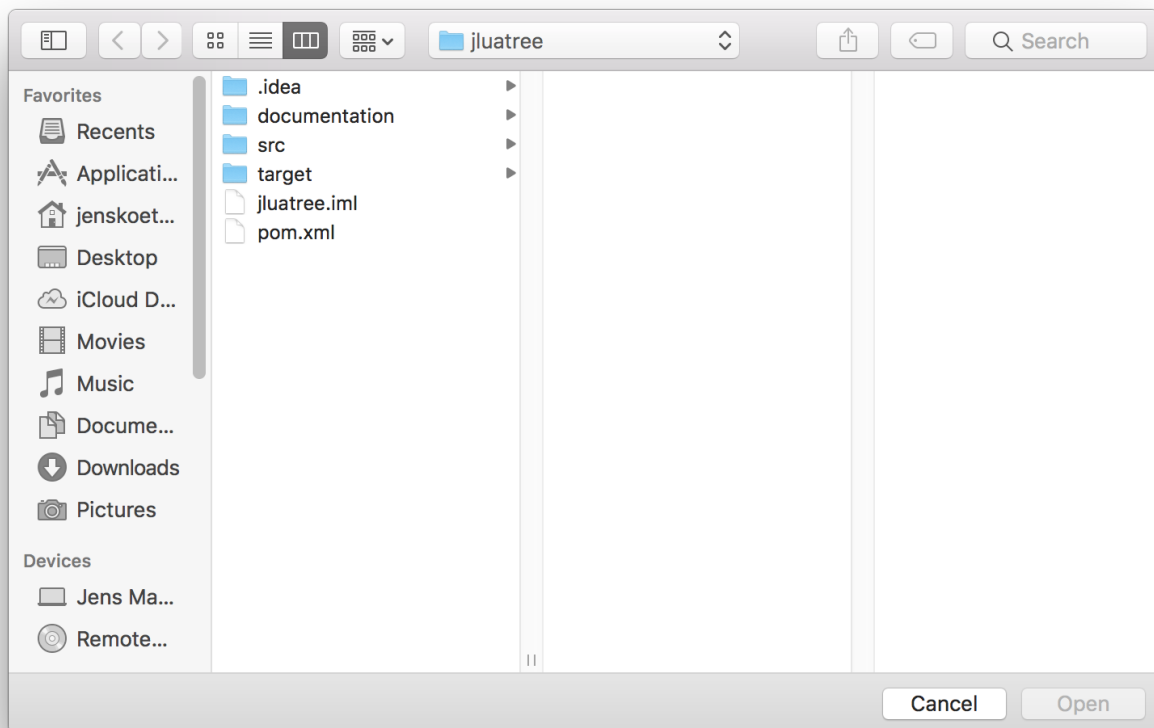 jluatree
Search
Favorites
Recents
Applicati...
jenskoet...
Desktop
iCloud D...
Movies
Music
Docume...
Downloads
Pictures
Devices
Jens Ma...
Remote...
.idea
documentation
src
target
jluatree.iml
pom.xml
Cancel
Open